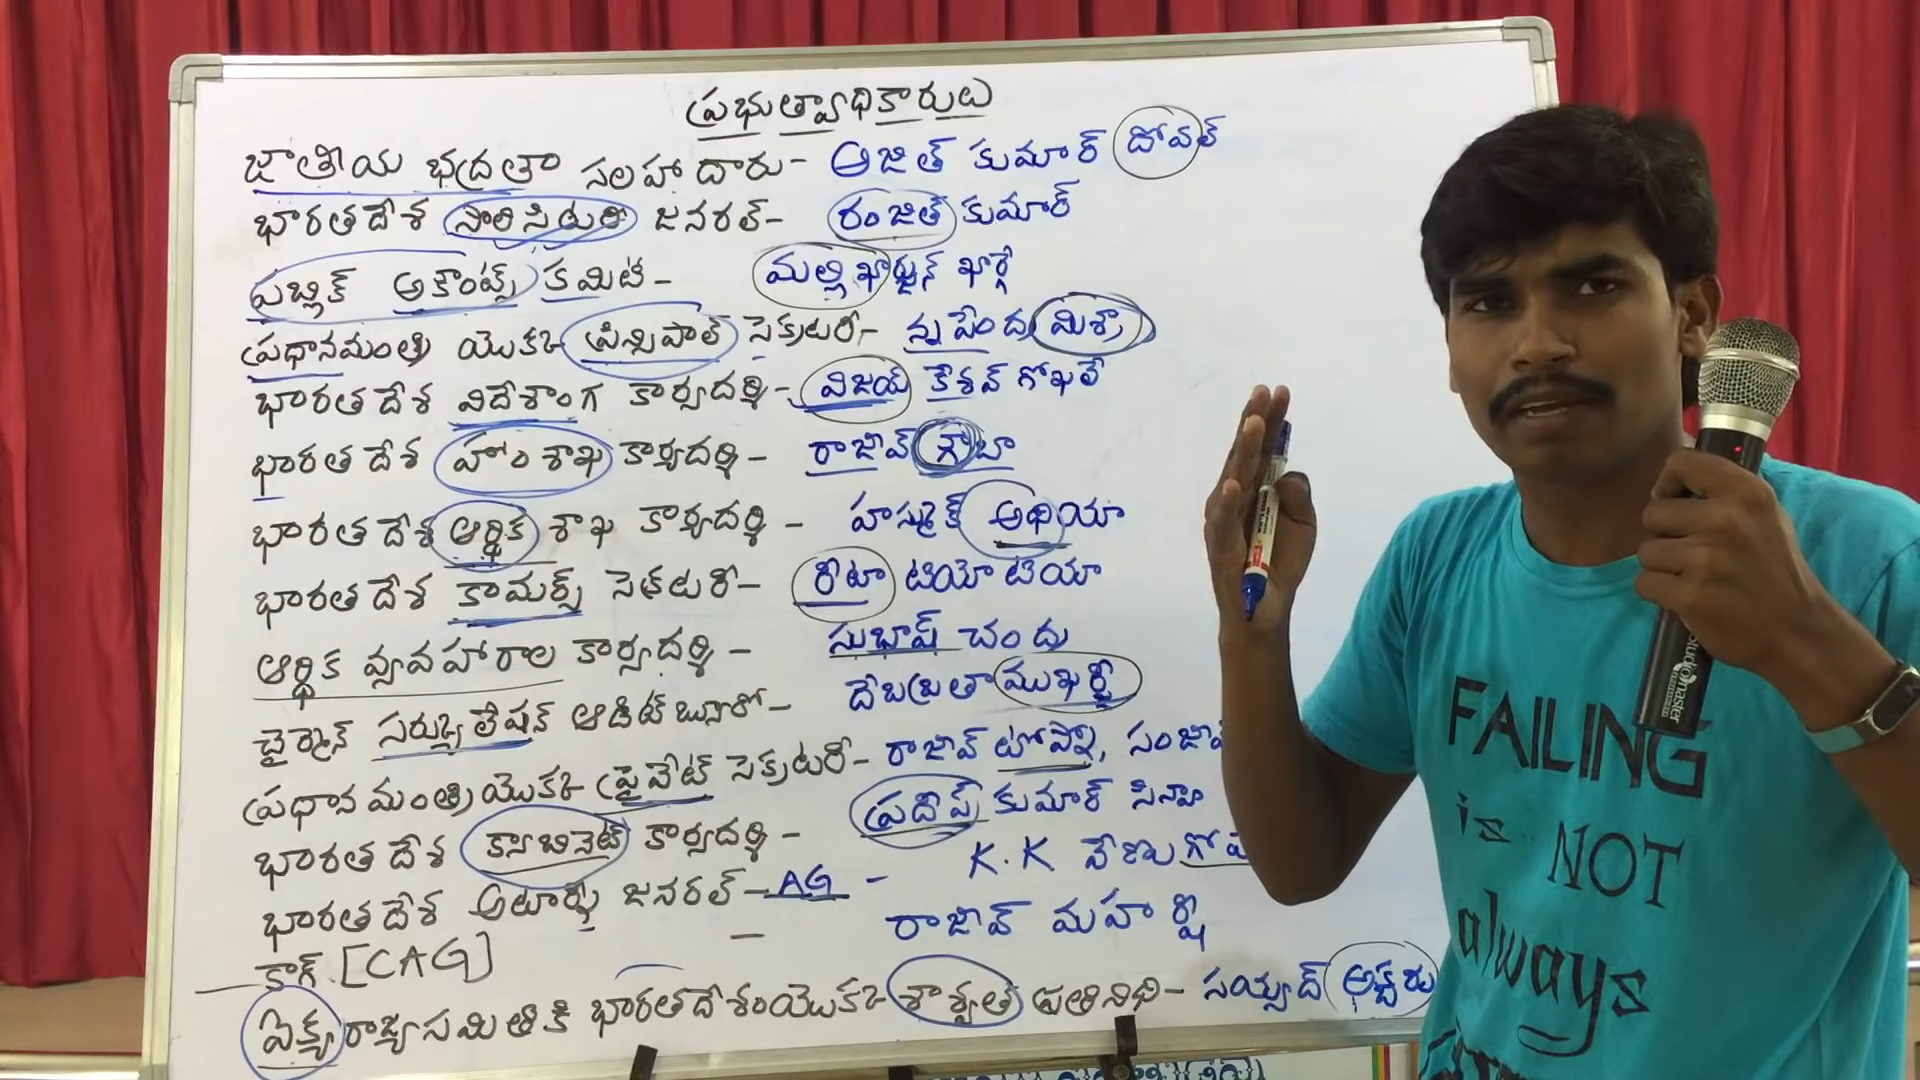 ప్రభుత్వాధికారులు
జాతీయ భద్రతా సలహాదారు - అజిత్ కుమార్ దోవల్
భారతదేశ సొలిసిటరీ జనరల్ - రంజిత్ కుమార్
పబ్లిక్ అకౌంట్స్ కమిటీ - మల్లిఖార్జున్ ఖార్గే
ప్రధానమంత్రి యొక్క ప్రిన్సిపాల్ సెక్రటరీ - న్నపేంద్ర మిశ్రా
భారతదేశ విదేశాంగ కార్యదర్శి - విజయ్ కేశవ్ గోఖలే
భారతదేశ హోంశాఖ కార్యదర్శి - రాజీవ్ గౌబా
భారతదేశ ఆర్థిక శాఖ కార్యదర్శి - హస్ముక్ అథియా
భారతదేశ కామర్స్ సెక్రటరీ - రీటా టియోటియా
ఆర్థిక వ్యవహారాల కార్యదర్శి - సుభాష్ చంద్ర
చైర్మెన్ సర్క్యులేషన్ ఆడిట్ బ్యూరో - దేబబ్రతా ముఖర్జీ
ప్రధానమంత్రి యొక్క ప్రైవేట్ సెక్రటరీ - రాజీవ్ టోప్నో, సంజీవ
భారతదేశ క్యాబినెట్ కార్యదర్శి - ప్రదీప్ కుమార్ సిన్హా
భారతదేశ అటార్నీ జనరల్ - AG - K.K వేణుగోపా
కాగ్ [CAG] - రాజీవ్ మహర్షి
ఐక్యరాజ్యసమితికి భారతదేశంయొక్క శాశ్వత ప్రతినిధి - సయ్యద్ అక్బరు
FAILING
is NOT
always
Studiomaster